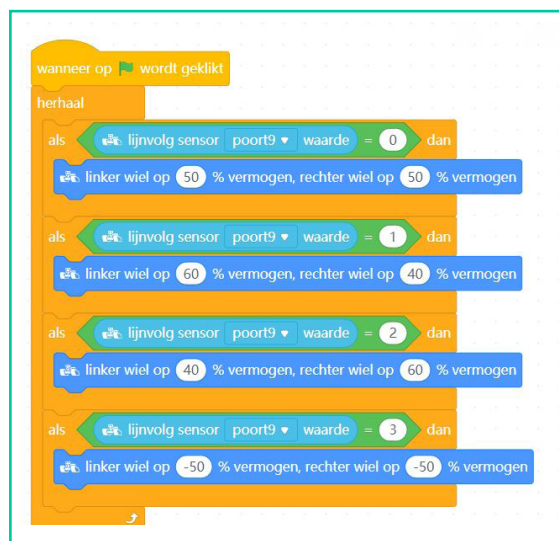 wanneer op wordt geklikt
herhaal
als lijnvolg sensor poort9 waarde = 0 dan
linker wiel op 50 % vermogen, rechter wiel op 50 % vermogen
als lijnvolg sensor poort9 waarde = 1 dan
linker wiel op 60 % vermogen, rechter wiel op 40 % vermogen
als lijnvolg sensor poort9 waarde = 2 dan
linker wiel op 40 % vermogen, rechter wiel op 60 % vermogen
als lijnvolg sensor poort9 waarde = 3 dan
linker wiel op -50 % vermogen, rechter wiel op -50 % vermogen